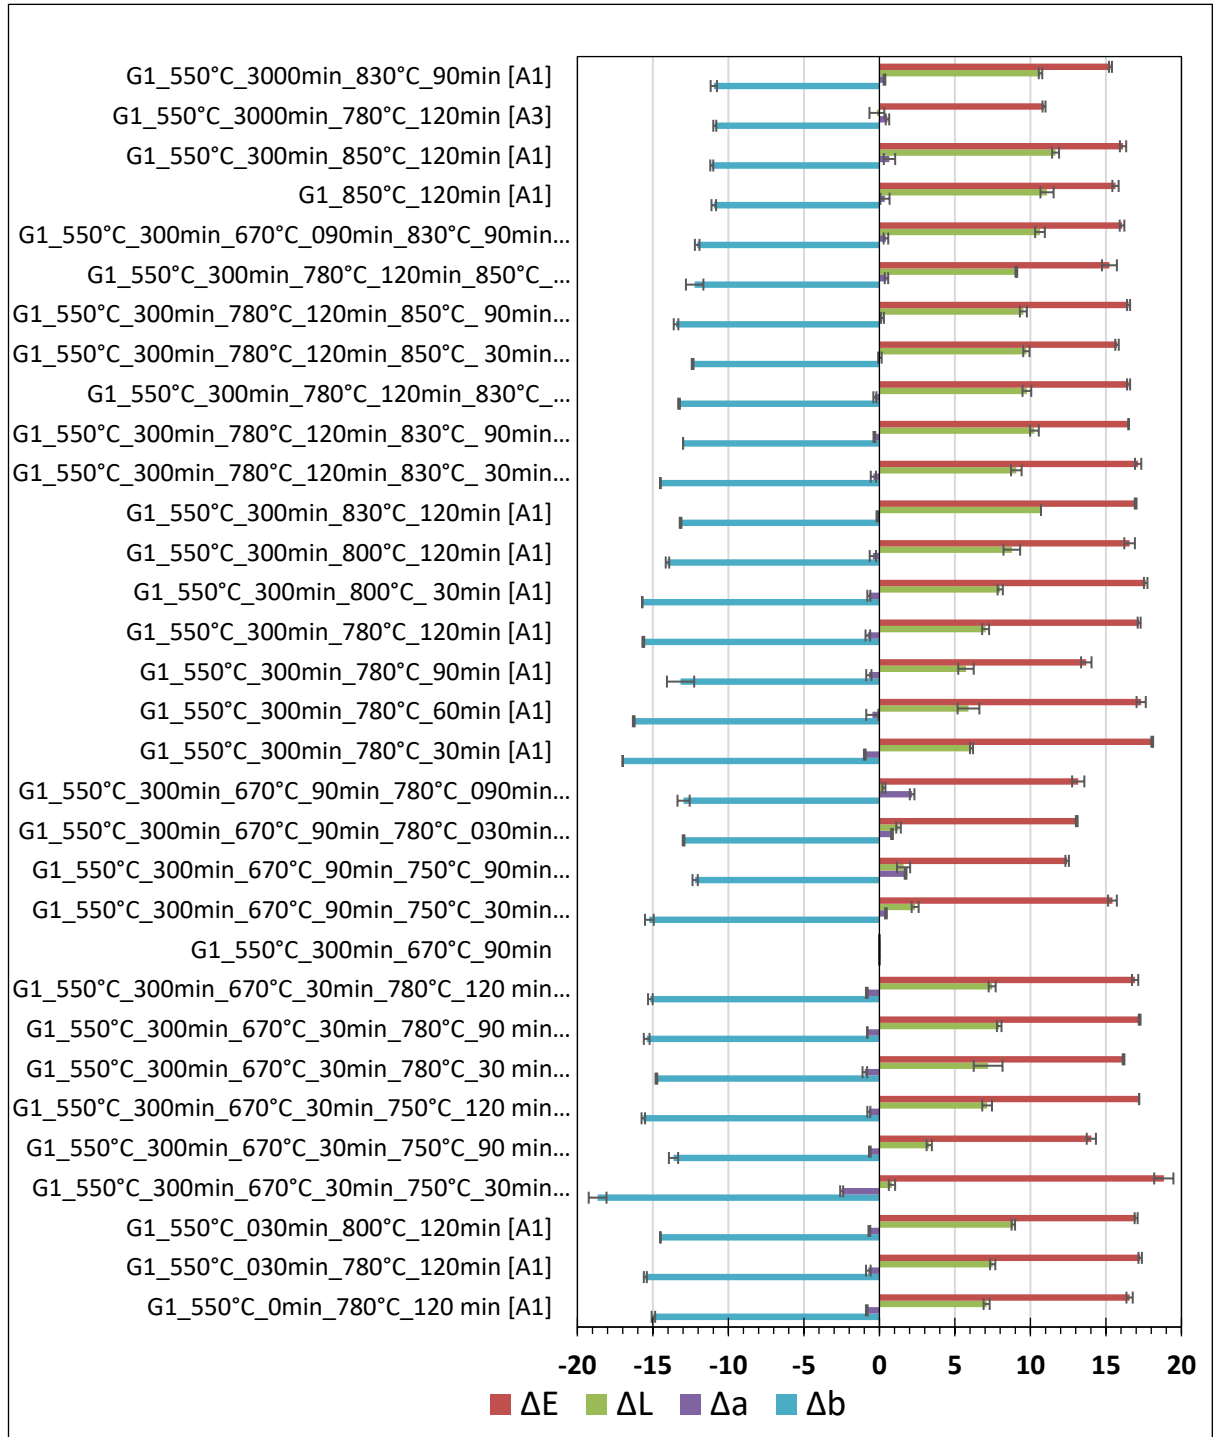 G1_550°C_3000min_830°C_90min [A1]
G1_550°C_3000min_780°C_120min [A3]
G1_550°C_300min_850°C_120min [A1]
G1_850°C_120min [A1]
G1_550°C_300min_670°C_090min_830°C_90min...
G1_550°C_300min_780°C_120min_850°C_...
G1_550°C_300min_780°C_120min_850°C_ 90min...
G1_550°C_300min_780°C_120min_850°C_ 30min...
G1_550°C_300min_780°C_120min_830°C_...
G1_550°C_300min_780°C_120min_830°C_ 90min...
G1_550°C_300min_780°C_120min_830°C_ 30min...
G1_550°C_300min_830°C_120min [A1]
G1_550°C_300min_800°C_120min [A1]
G1_550°C_300min_800°C_ 30min [A1]
G1_550°C_300min_780°C_120min [A1]
G1_550°C_300min_780°C_90min [A1]
G1_550°C_300min_780°C_60min [A1]
G1_550°C_300min_780°C_30min [A1]
G1_550°C_300min_670°C_90min_780°C_090min...
G1_550°C_300min_670°C_90min_780°C_030min...
G1_550°C_300min_670°C_90min_750°C_90min...
G1_550°C_300min_670°C_90min_750°C_30min...
G1_550°C_300min_670°C_90min
G1_550°C_300min_670°C_30min_780°C_120 min...
G1_550°C_300min_670°C_30min_780°C_90 min...
G1_550°C_300min_670°C_30min_780°C_30 min...
G1_550°C_300min_670°C_30min_750°C_120 min...
G1_550°C_300min_670°C_30min_750°C_90 min...
G1_550°C_300min_670°C_30min_750°C_30min...
G1_550°C_030min_800°C_120min [A1]
G1_550°C_030min_780°C_120min [A1]
G1_550°C_0min_780°C_120 min [A1]
-20 -15 -10 -5 0 5 10 15 20
ΔE ΔL Δa Δb